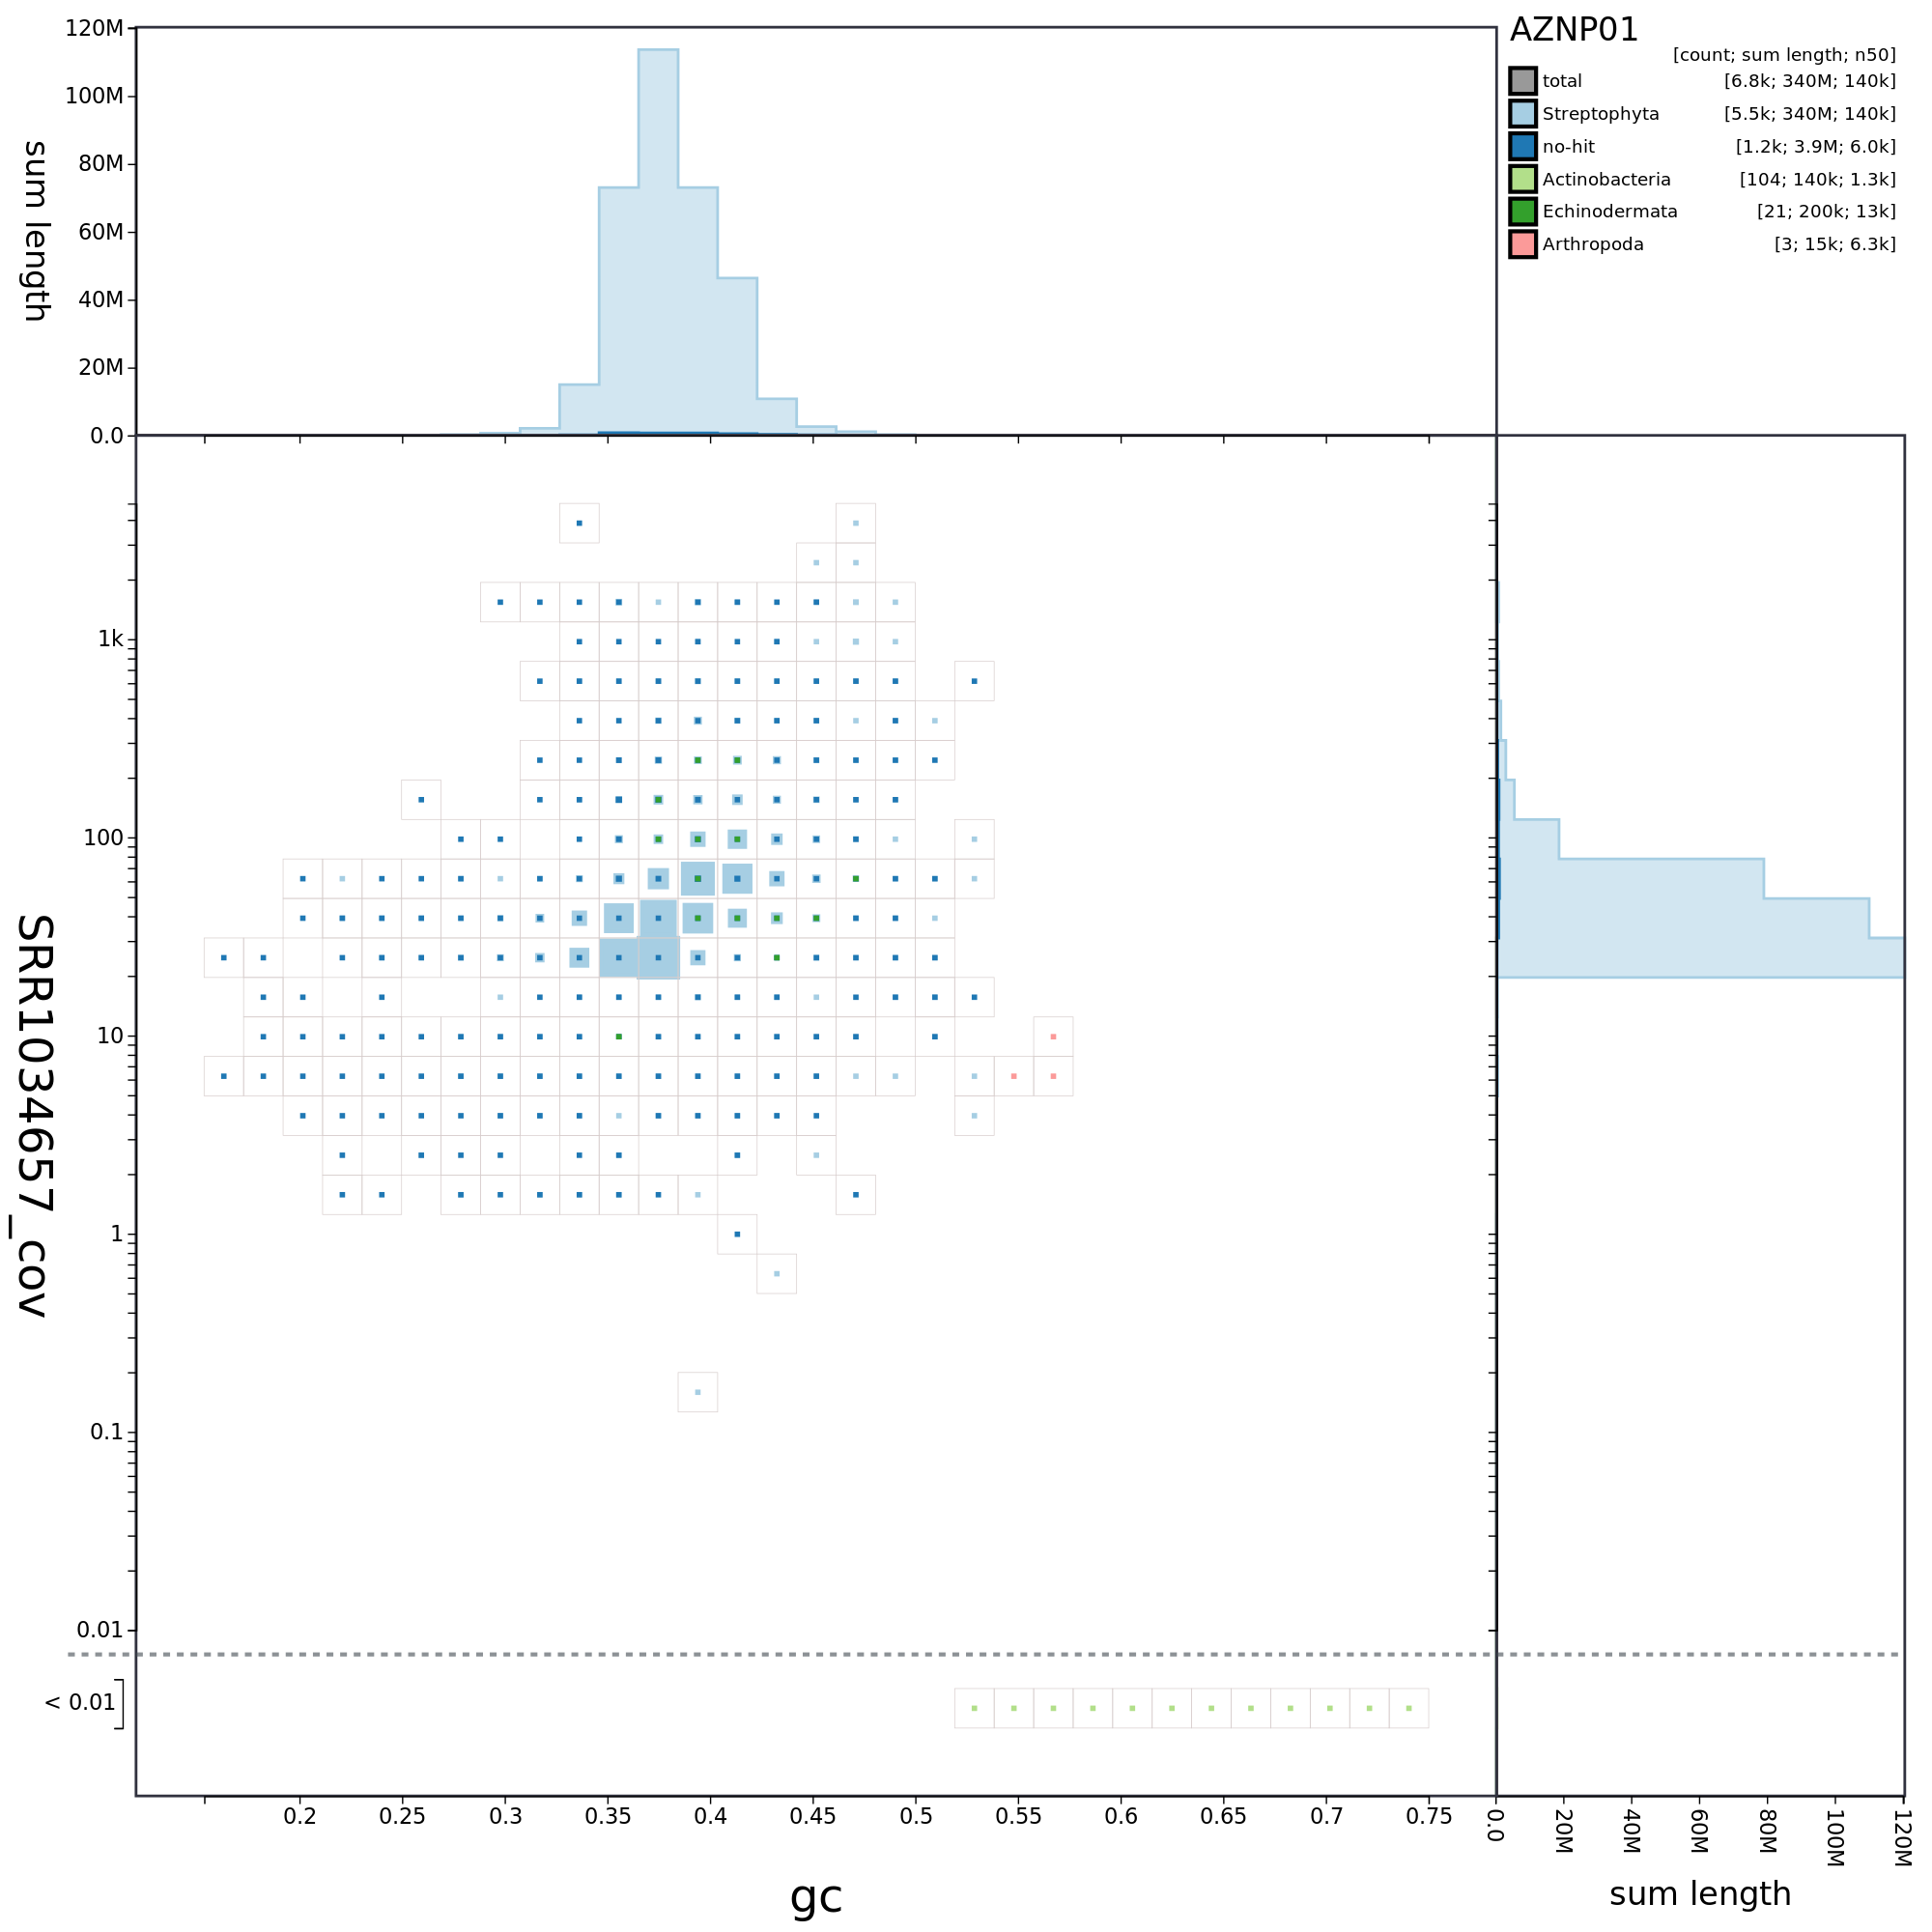 AZNP01
[count; sum length; n50]
total [6.8k; 340M; 140k]
Streptophyta [5.5k; 340M; 140k]
no-hit [1.2k; 3.9M; 6.0k]
Actinobacteria [104; 140k; 1.3k]
Echinodermata [21; 200k; 13k]
Arthropoda [3; 15k; 6.3k]
sum length
120M
100M
80M
60M
40M
20M
0.0
SRR1034657_cov
1k
100
10
1
0.1
0.01
< 0.01
0.2 0.25 0.3 0.35 0.4 0.45 0.5 0.55 0.6 0.65 0.7 0.75
gc
0.0 20M 40M 60M 80M 100M 120M
sum length